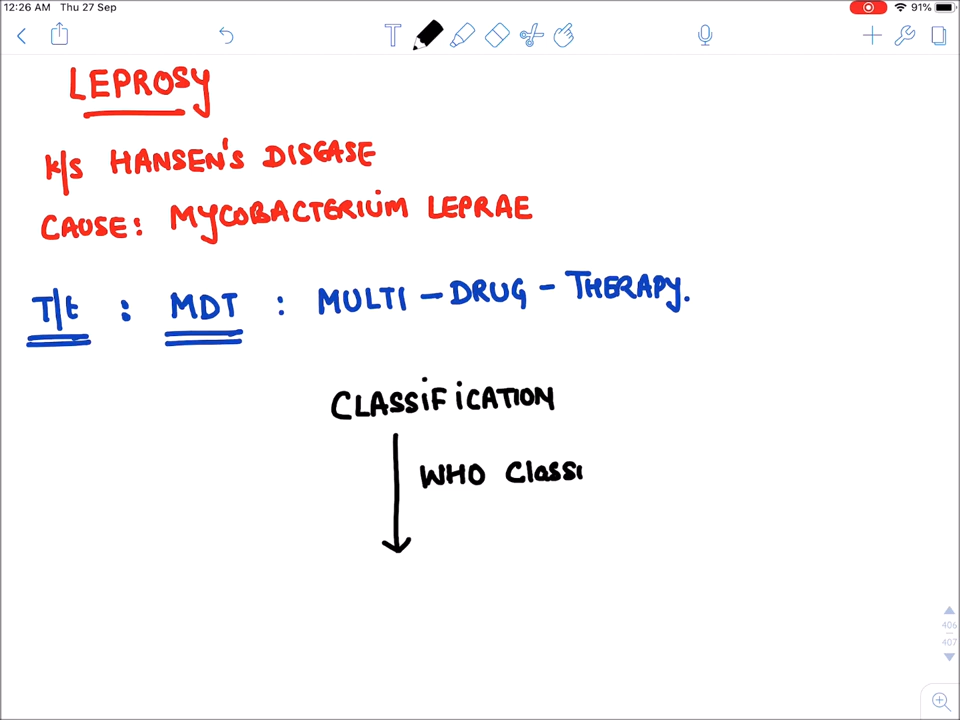 12:26 AM Thu 27 Sep 91%
T
LEPROSY
K/S HANSEN'S DISEASE
CAUSE: MYCOBACTERIUM LEPRAE
T/t : MDT : MULTI-DRUG-THERAPY.
CLASSIFICATION
WHO Classi
406
407